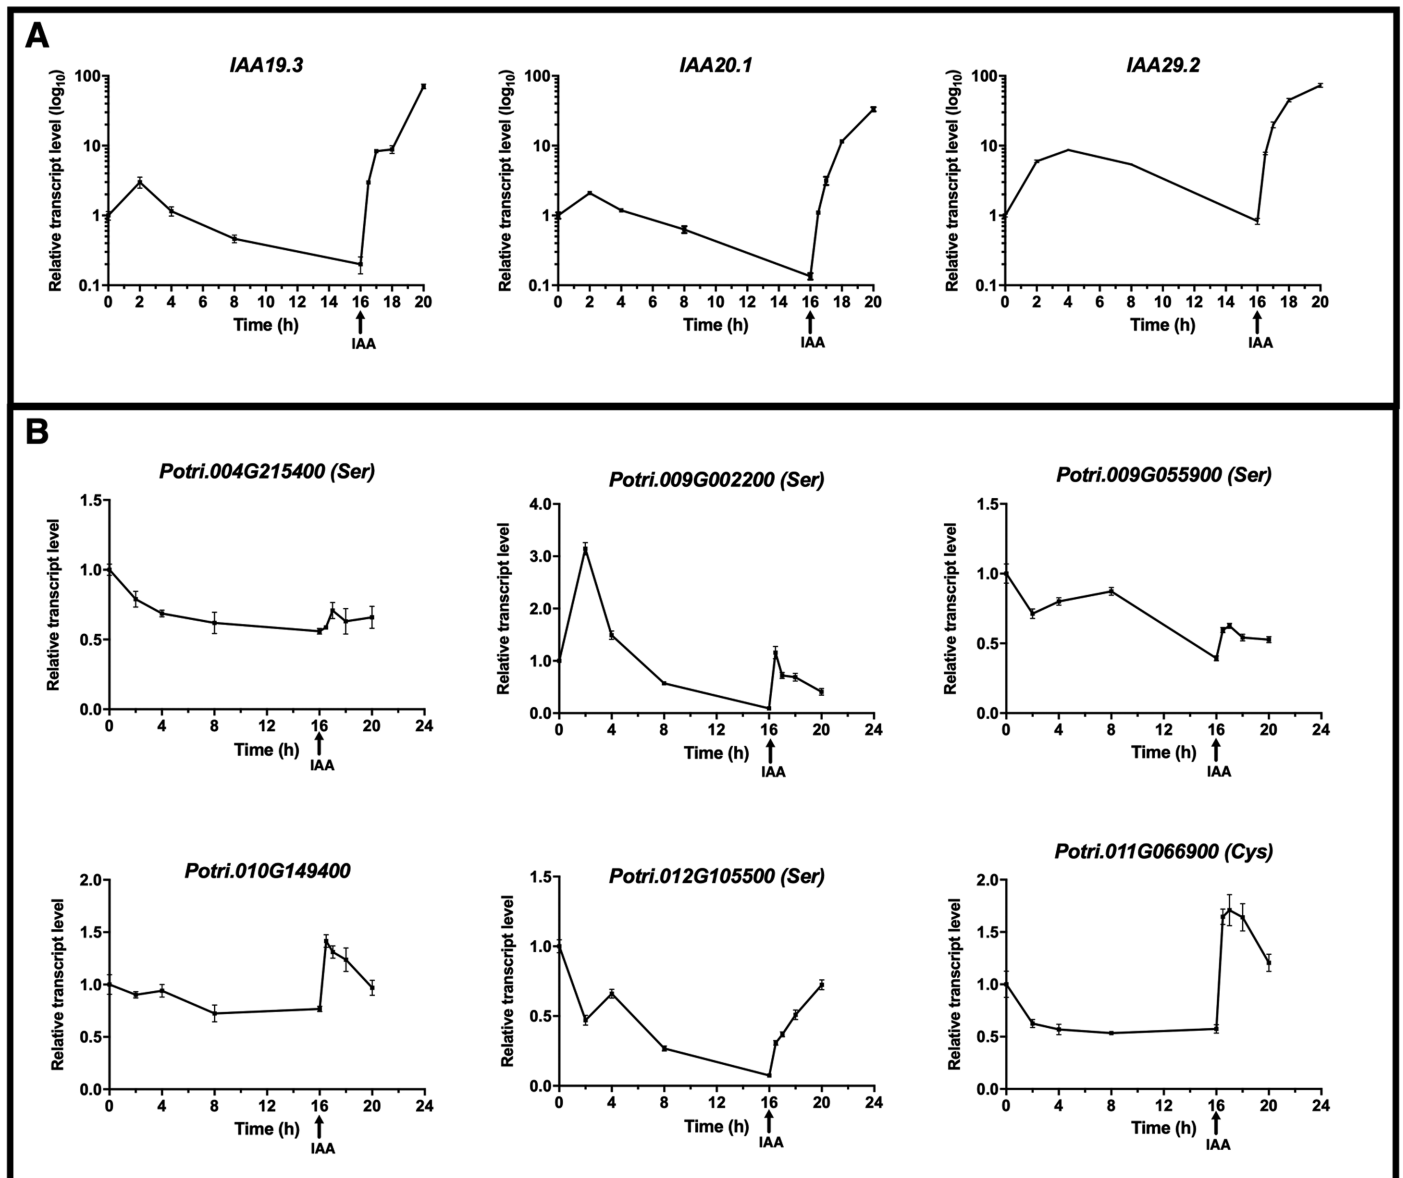 A
IAA19.3
Relative transcript level (log10)
100
10
1
0.1
0 2 4 6 8 10 12 14 16 18 20
Time (h)
IAA
IAA20.1
Relative transcript level (log10)
100
10
1
0.1
0 2 4 6 8 10 12 14 16 18 20
Time (h)
IAA
IAA29.2
Relative transcript level (log10)
100
10
1
0.1
0 2 4 6 8 10 12 14 16 18 20
Time (h)
IAA
B
Potri.004G215400 (Ser)
Relative transcript level
1.5
1.0
0.5
0.0
0 4 8 12 16 20 24
Time (h)
IAA
Potri.009G002200 (Ser)
Relative transcript level
4.0
3.0
2.0
1.0
0.0
0 4 8 12 16 20 24
Time (h)
IAA
Potri.009G055900 (Ser)
Relative transcript level
1.5
1.0
0.5
0.0
0 4 8 12 16 20 24
Time (h)
IAA
Potri.010G149400
Relative transcript level
2.0
1.5
1.0
0.5
0.0
0 4 8 12 16 20 24
Time (h)
IAA
Potri.012G105500 (Ser)
Relative transcript level
1.5
1.0
0.5
0.0
0 4 8 12 16 20 24
Time (h)
IAA
Potri.011G066900 (Cys)
Relative transcript level
2.0
1.5
1.0
0.5
0.0
0 4 8 12 16 20 24
Time (h)
IAA